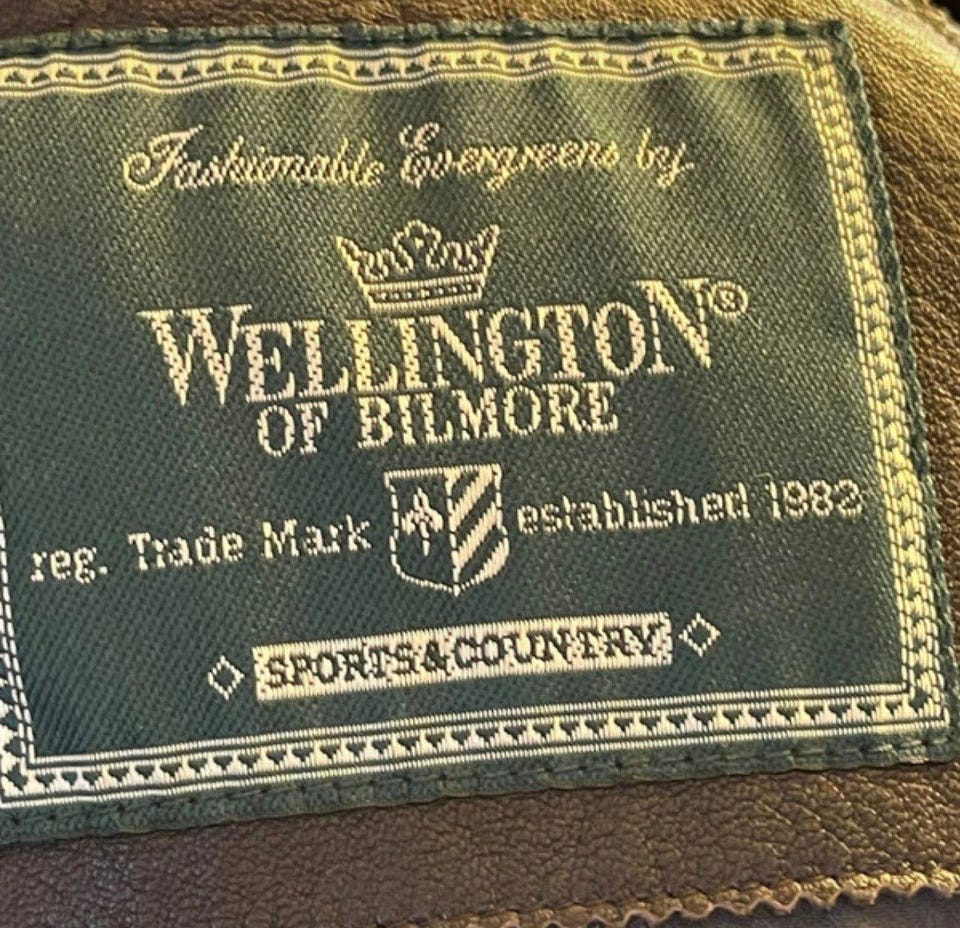 Fashionable Evergreens by
WELLINGTON®
OF BILMORE
reg. Trade Mark established 1982
SPORTS & COUNTRY